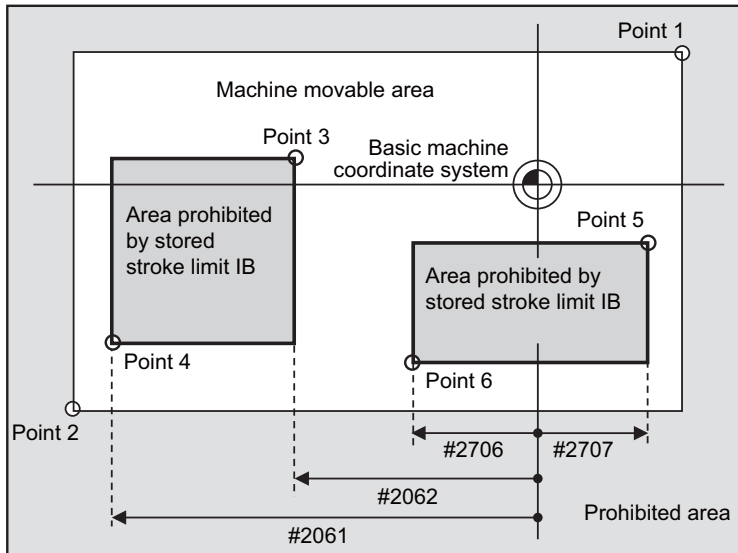 Point 1
Machine movable area
Point 3
Basic machine
coordinate system
Point 5
Area prohibited
by stored
stroke limit IB
Area prohibited by
stored stroke limit IB
Point 4
Point 6
Point 2
#2706
#2707
#2062
Prohibited area
#2061